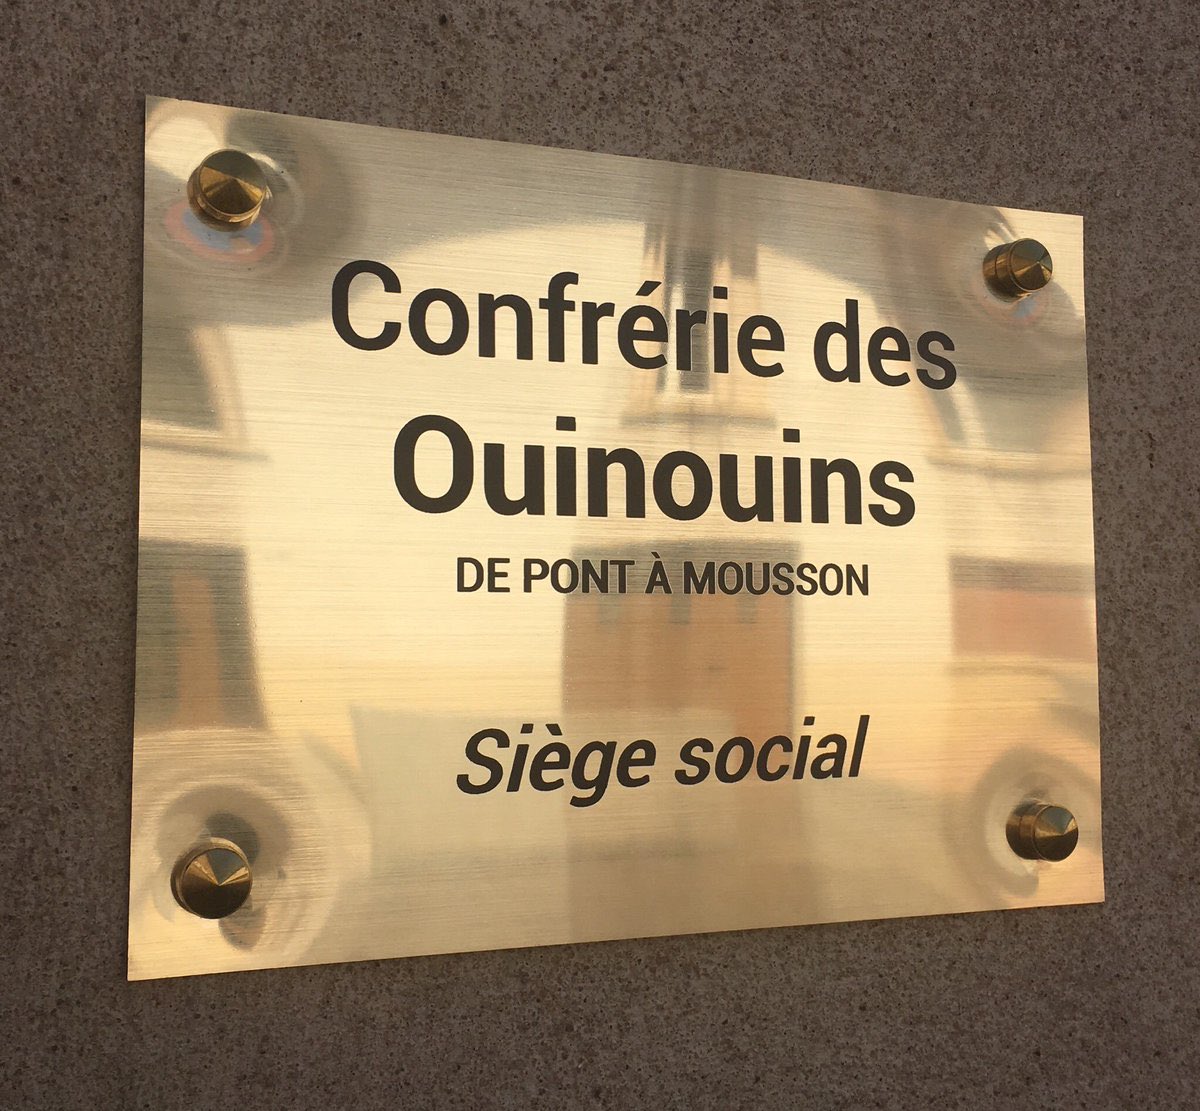 Confrérie des
Ouinouins
DE PONT À MOUSSON
Siège social